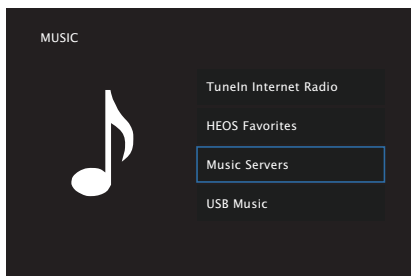 MUSIC
TuneIn Internet Radio
HEOS Favorites
Music Servers
USB Music